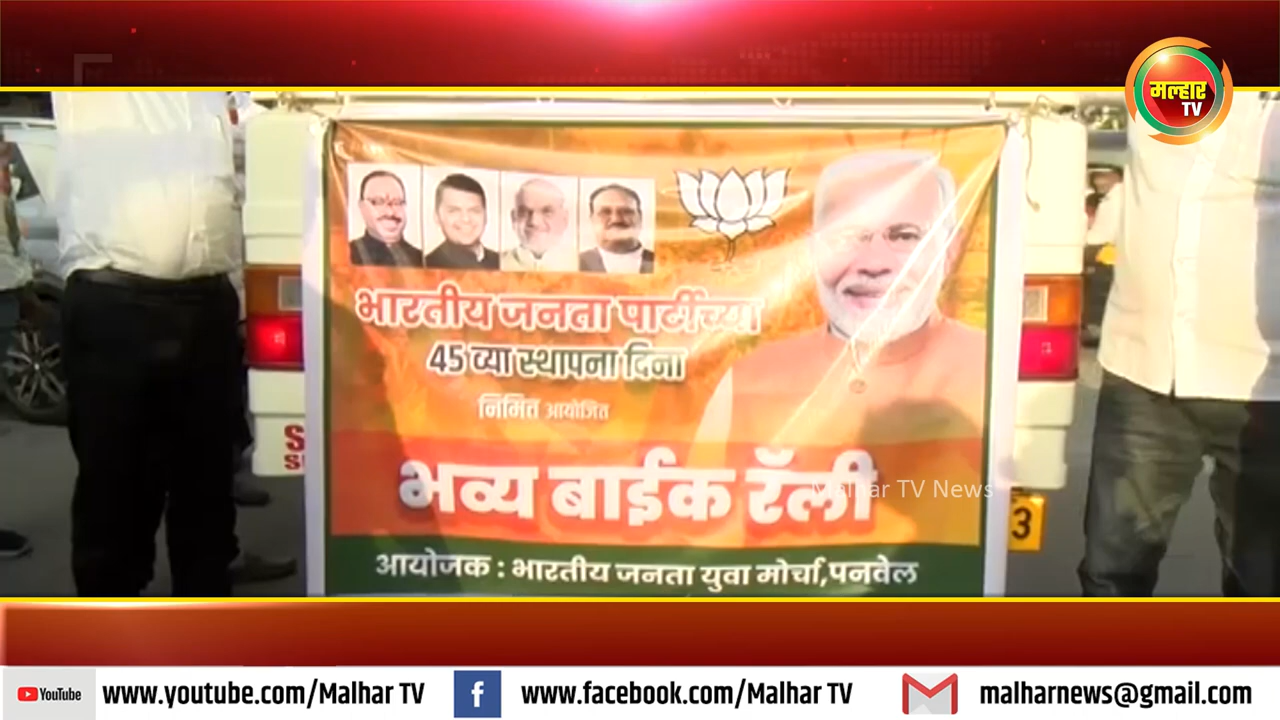 मल्हार
TV
भारतीय जनता पार्टीच्या
45 व्या स्थापना दिना
निमित्त आयोजित
भव्य बाईक रॅली
Malhar TV News
आयोजक : भारतीय जनता युवा मोर्चा,पनवेल
3
YouTube
www.youtube.com/Malhar TV
www.facebook.com/Malhar TV
malharnews@gmail.com